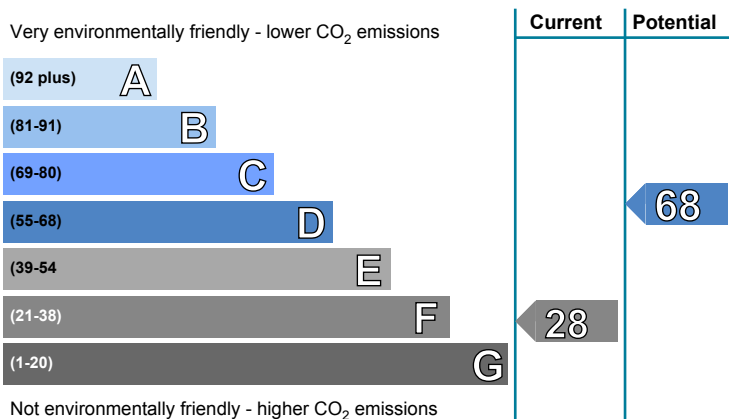 Current Potential
Very environmentally friendly - lower CO₂ emissions
(92 plus) A
(81-91) B
(69-80) C
68
(55-68) D
(39-54 E
(21-38) F 28
(1-20) G
Not environmentally friendly - higher CO₂ emissions